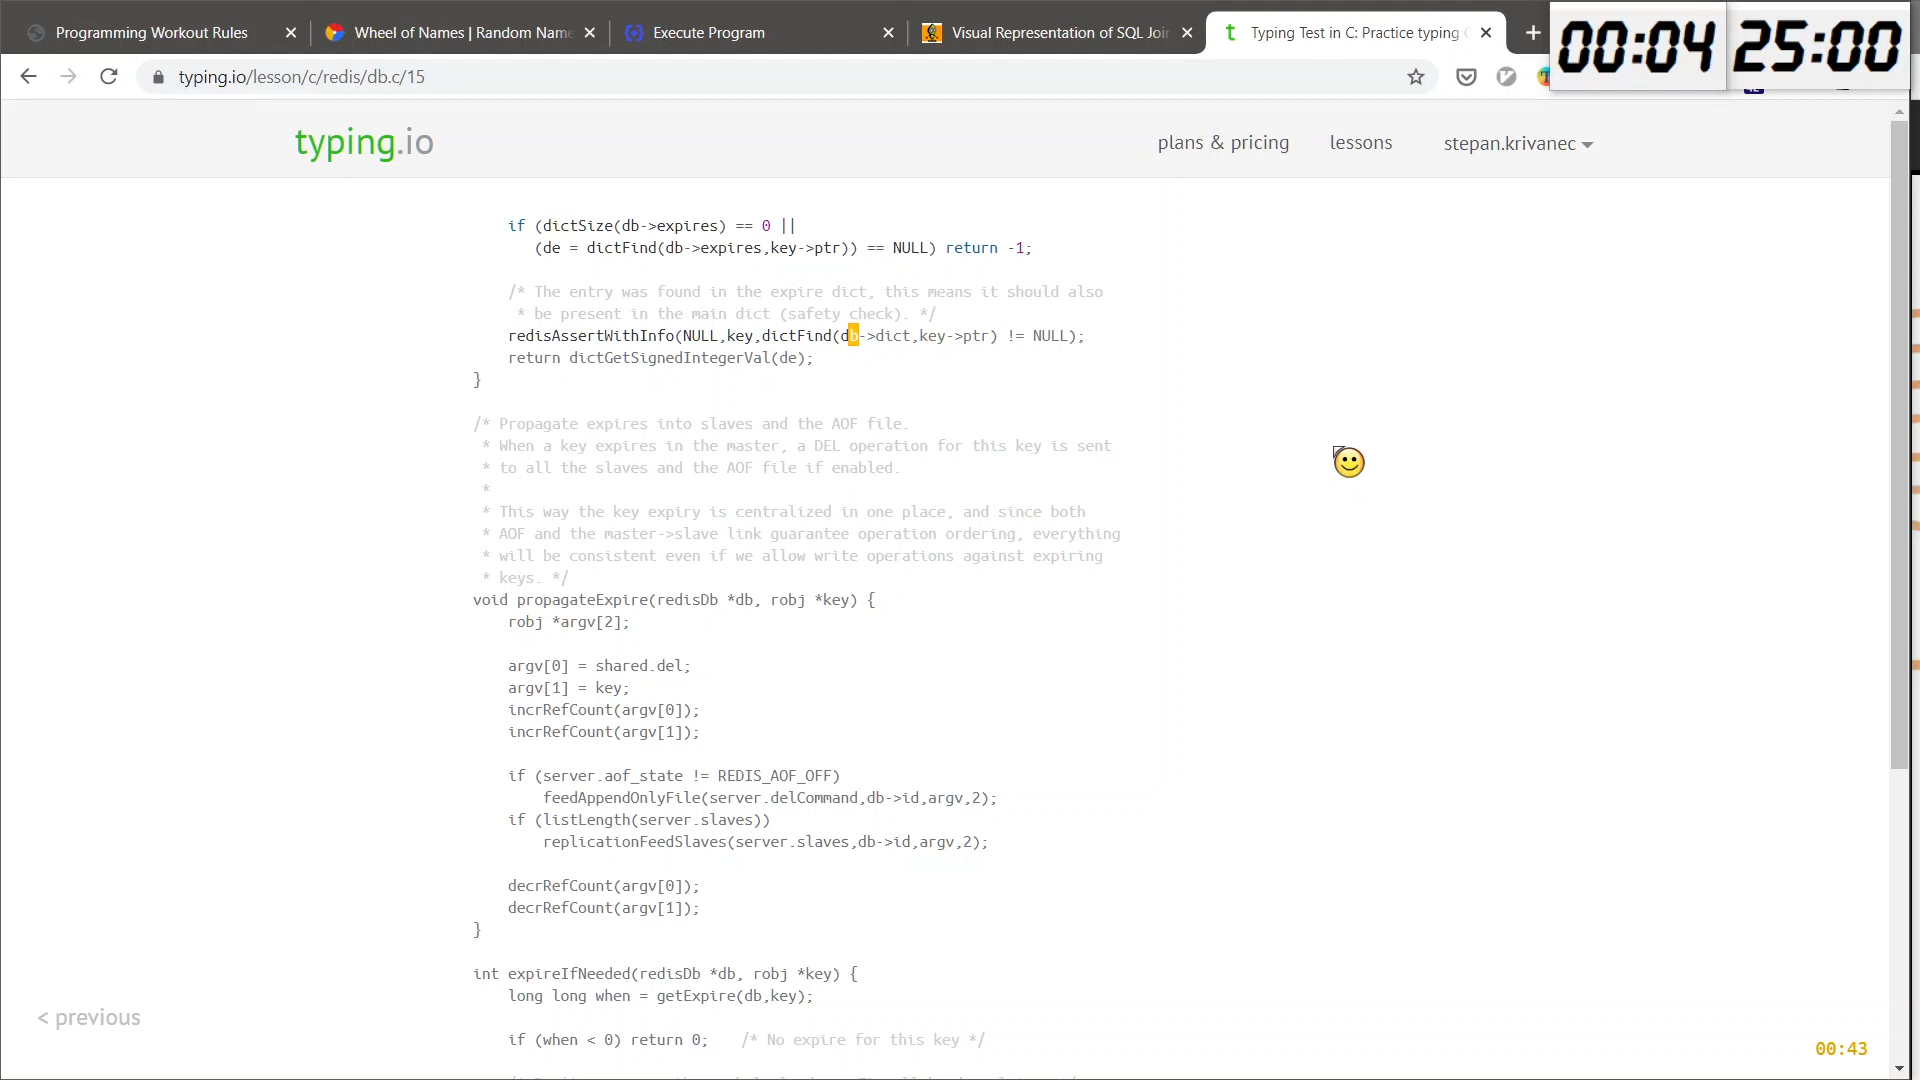 Programming Workout Rules
Wheel of Names | Random Name
Execute Program
Visual Representation of SQL Joi
Typing Test in C: Practice typing
00:04 25:00
typing.io/lesson/c/redis/db.c/15
typing.io
plans & pricing
lessons
stepan.krivanec
if (dictSize(db->expires) == 0 ||
(de = dictFind(db->expires,key->ptr)) == NULL) return -1;
/* The entry was found in the expire dict, this means it should also
* be present in the main dict (safety check). */
redisAssertWithInfo(NULL,key,dictFind(db->dict,key->ptr) != NULL);
return dictGetSignedIntegerVal(de);
}
/* Propagate expires into slaves and the AOF file.
* When a key expires in the master, a DEL operation for this key is sent
* to all the slaves and the AOF file if enabled.
*
* This way the key expiry is centralized in one place, and since both
* AOF and the master->slave link guarantee operation ordering, everything
* will be consistent even if we allow write operations against expiring
* keys. */
void propagateExpire(redisDb *db, robj *key) {
robj *argv[2];
argv[0] = shared.del;
argv[1] = key;
incrRefCount(argv[0]);
incrRefCount(argv[1]);
if (server.aof_state != REDIS_AOF_OFF)
feedAppendOnlyFile(server.delCommand,db->id,argv,2);
if (listLength(server.slaves))
replicationFeedSlaves(server.slaves,db->id,argv,2);
decrRefCount(argv[0]);
decrRefCount(argv[1]);
}
int expireIfNeeded(redisDb *db, robj *key) {
long long when = getExpire(db,key);
if (when < 0) return 0; /* No expire for this key */
< previous
00:43